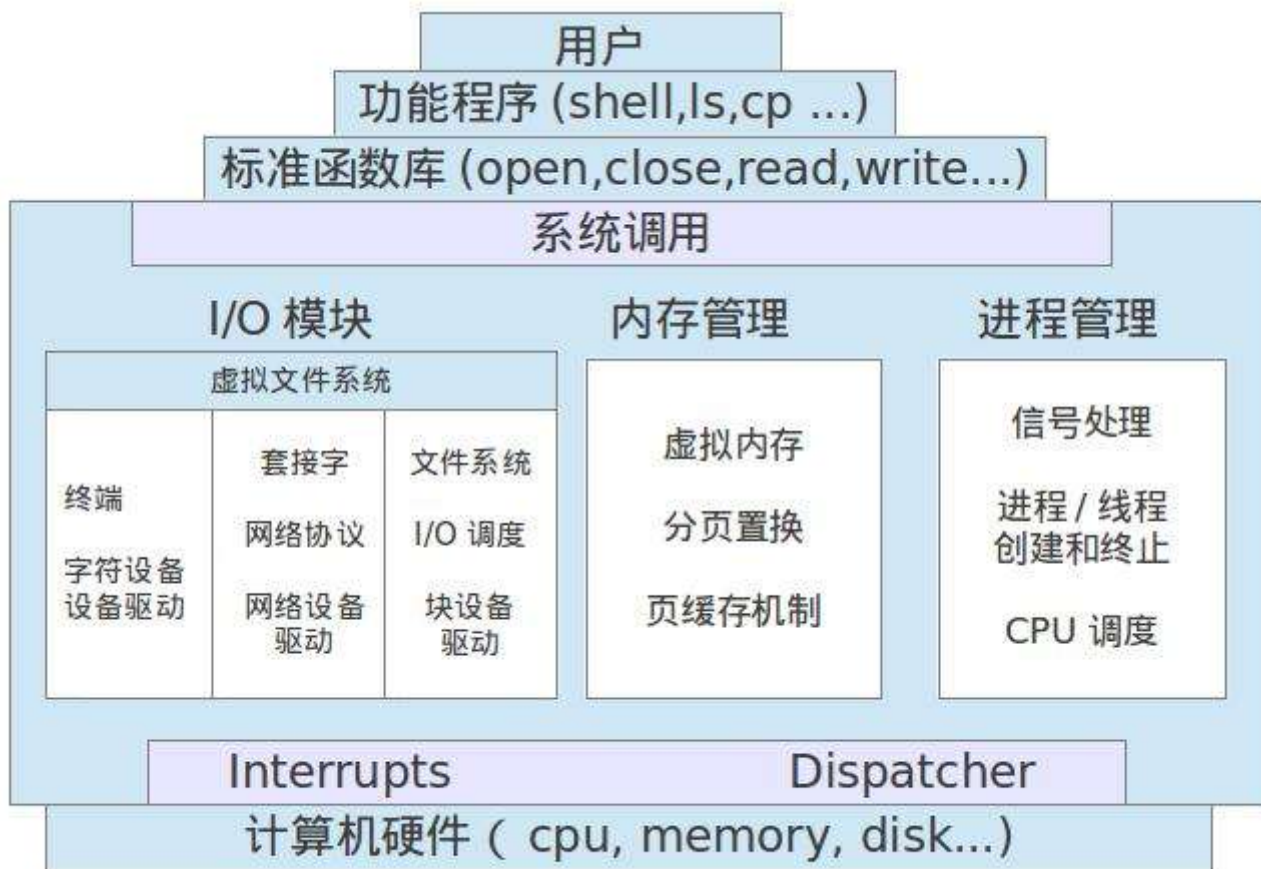 用户
功能程序 (shell,ls,cp ...)
标准函数库 (open,close,read,write...)
系统调用
I/O 模块
虚拟文件系统
终端
字符设备
设备驱动
套接字
网络协议
网络设备
驱动
文件系统
I/O 调度
块设备
驱动
内存管理
虚拟内存
分页置换
页缓存机制
进程管理
信号处理
进程 / 线程
创建和终止
CPU 调度
Interrupts
Dispatcher
计算机硬件 ( cpu, memory, disk...)